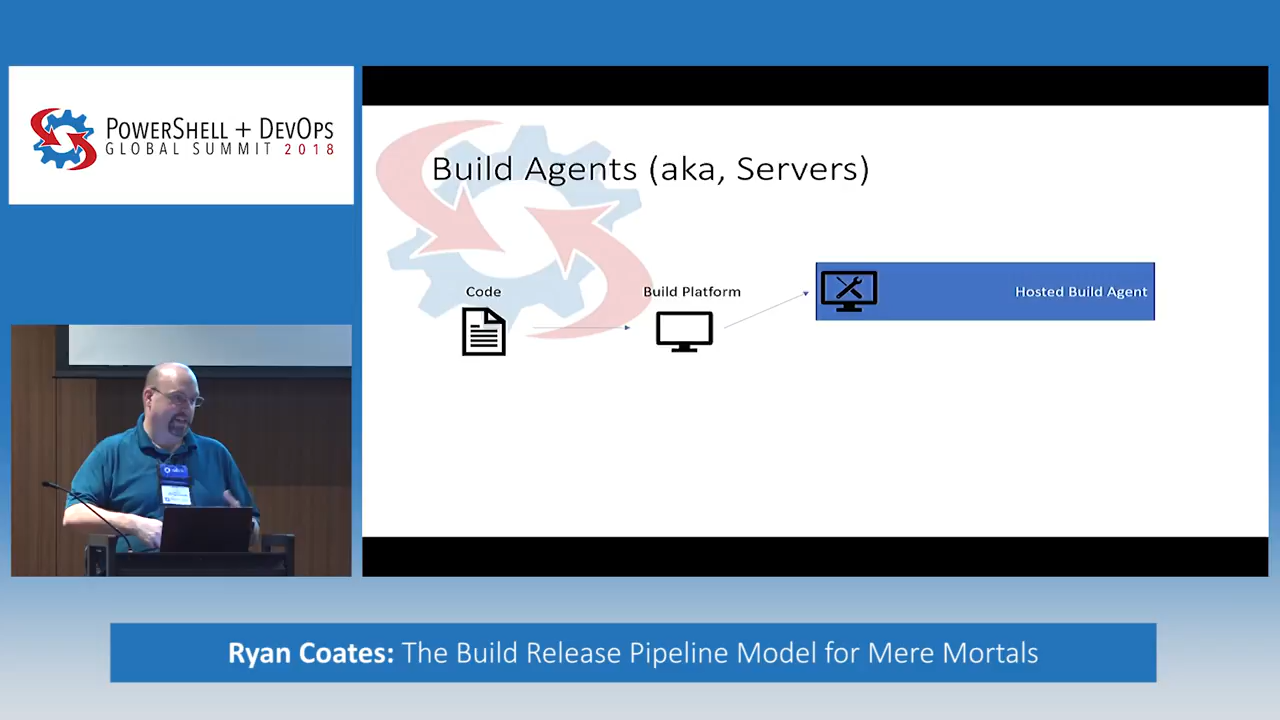 POWERSHELL + DEVOPS
GLOBAL SUMMIT 2018
Build Agents (aka, Servers)
Code
Build Platform
Hosted Build Agent
Ryan Coates: The Build Release Pipeline Model for Mere Mortals